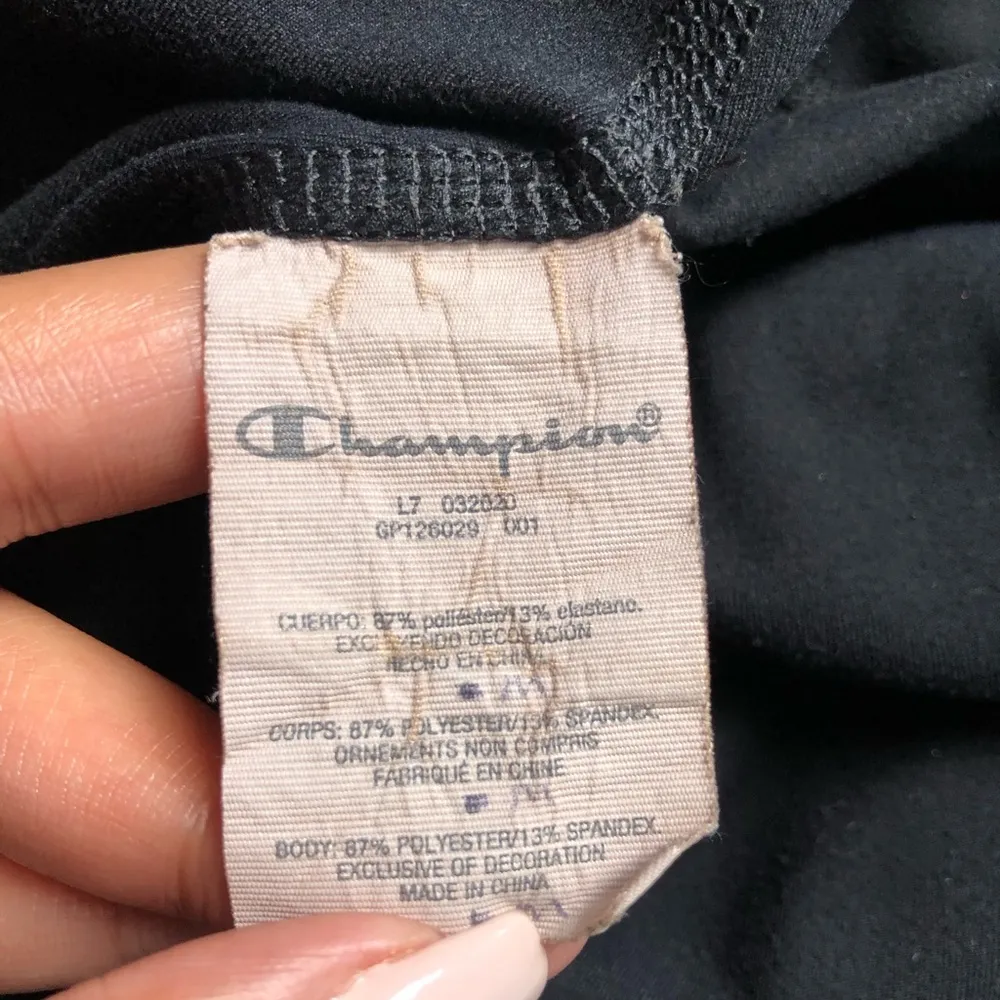 Champion®
L7 032020
GP126029 001
CUERPO: 87% poliéster/13% elastano.
EXCLUYENDO DECORACIÓN
HECHO EN CHINA
CORPS: 87% POLYESTER/13% SPANDEX.
ORNEMENTS NON COMPRIS
FABRIQUÉ EN CHINE
BODY: 87% POLYESTER/13% SPANDEX.
EXCLUSIVE OF DECORATION
MADE IN CHINA